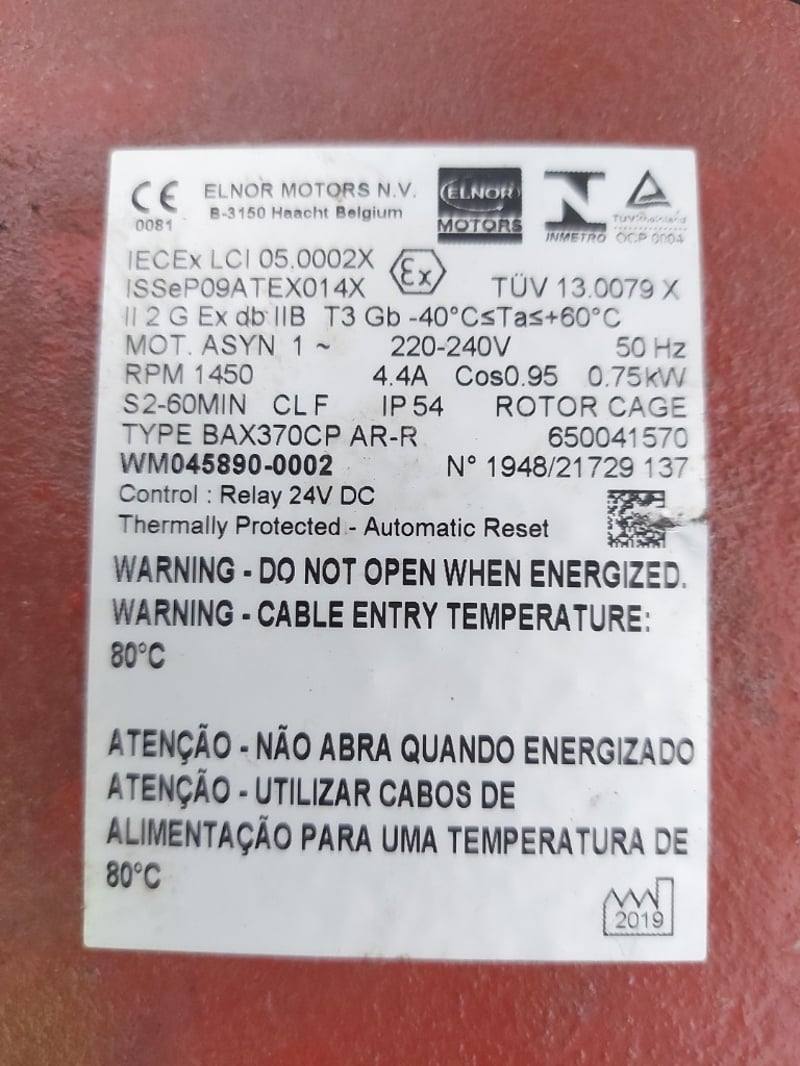 CE ELNOR MOTORS N.V. ELNOR
0081 B-3150 Haacht Belgium MOTORS INMETRO TÜVRheinland OCP 0004
IECEx LCI 05.0002X
ISSeP09ATEX014X Ex TÜV 13.0079 X
II 2 G Ex db IIB T3 Gb -40°C≤Ta≤+60°C
MOT. ASYN 1 ~ 220-240V 50 Hz
RPM 1450 4.4A Cos0.95 0.75kW
S2-60MIN CL F IP 54 ROTOR CAGE
TYPE BAX370CP AR-R 650041570
WM045890-0002 N° 1948/21729 137
Control : Relay 24V DC
Thermally Protected - Automatic Reset
WARNING - DO NOT OPEN WHEN ENERGIZED.
WARNING - CABLE ENTRY TEMPERATURE:
80°C
ATENÇÃO - NÃO ABRA QUANDO ENERGIZADO
ATENÇÃO - UTILIZAR CABOS DE
ALIMENTAÇÃO PARA UMA TEMPERATURA DE
80°C
2019